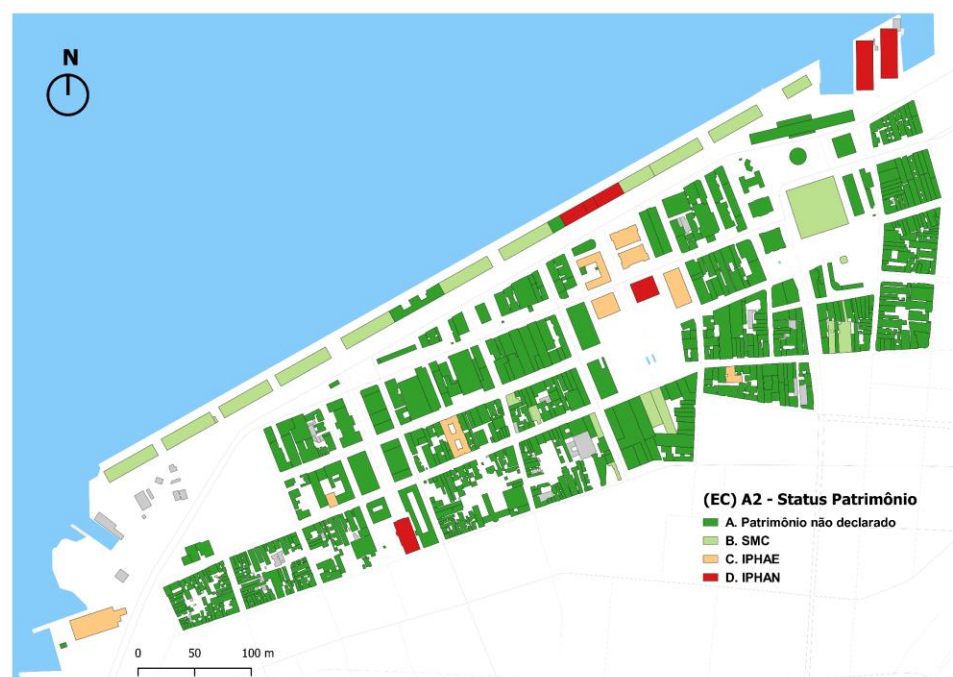 N
(EC) A2 - Status Patrimônio
A. Patrimônio não declarado
B. SMC
C. IPHAE
D. IPHAN
0 50 100 m